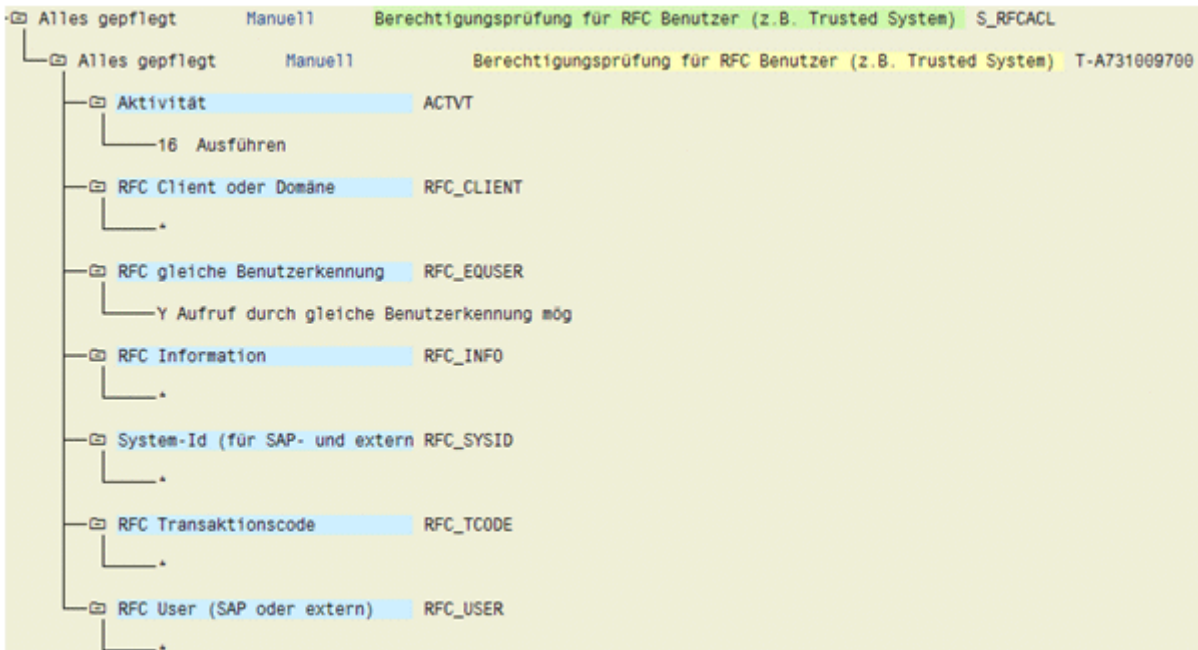 Alles gepflegt Manuell Berechtigungsprüfung für RFC Benutzer (z.B. Trusted System) S_RFCACL
Alles gepflegt Manuell Berechtigungsprüfung für RFC Benutzer (z.B. Trusted System) T-A731009700
Aktivität ACTVT
16 Ausführen
RFC Client oder Domäne RFC_CLIENT
*
RFC gleiche Benutzerkennung RFC_EQUSER
Y Aufruf durch gleiche Benutzerkennung mög
RFC Information RFC_INFO
*
System-Id (für SAP- und extern RFC_SYSID
*
RFC Transaktionscode RFC_TCODE
*
RFC User (SAP oder extern) RFC_USER
*